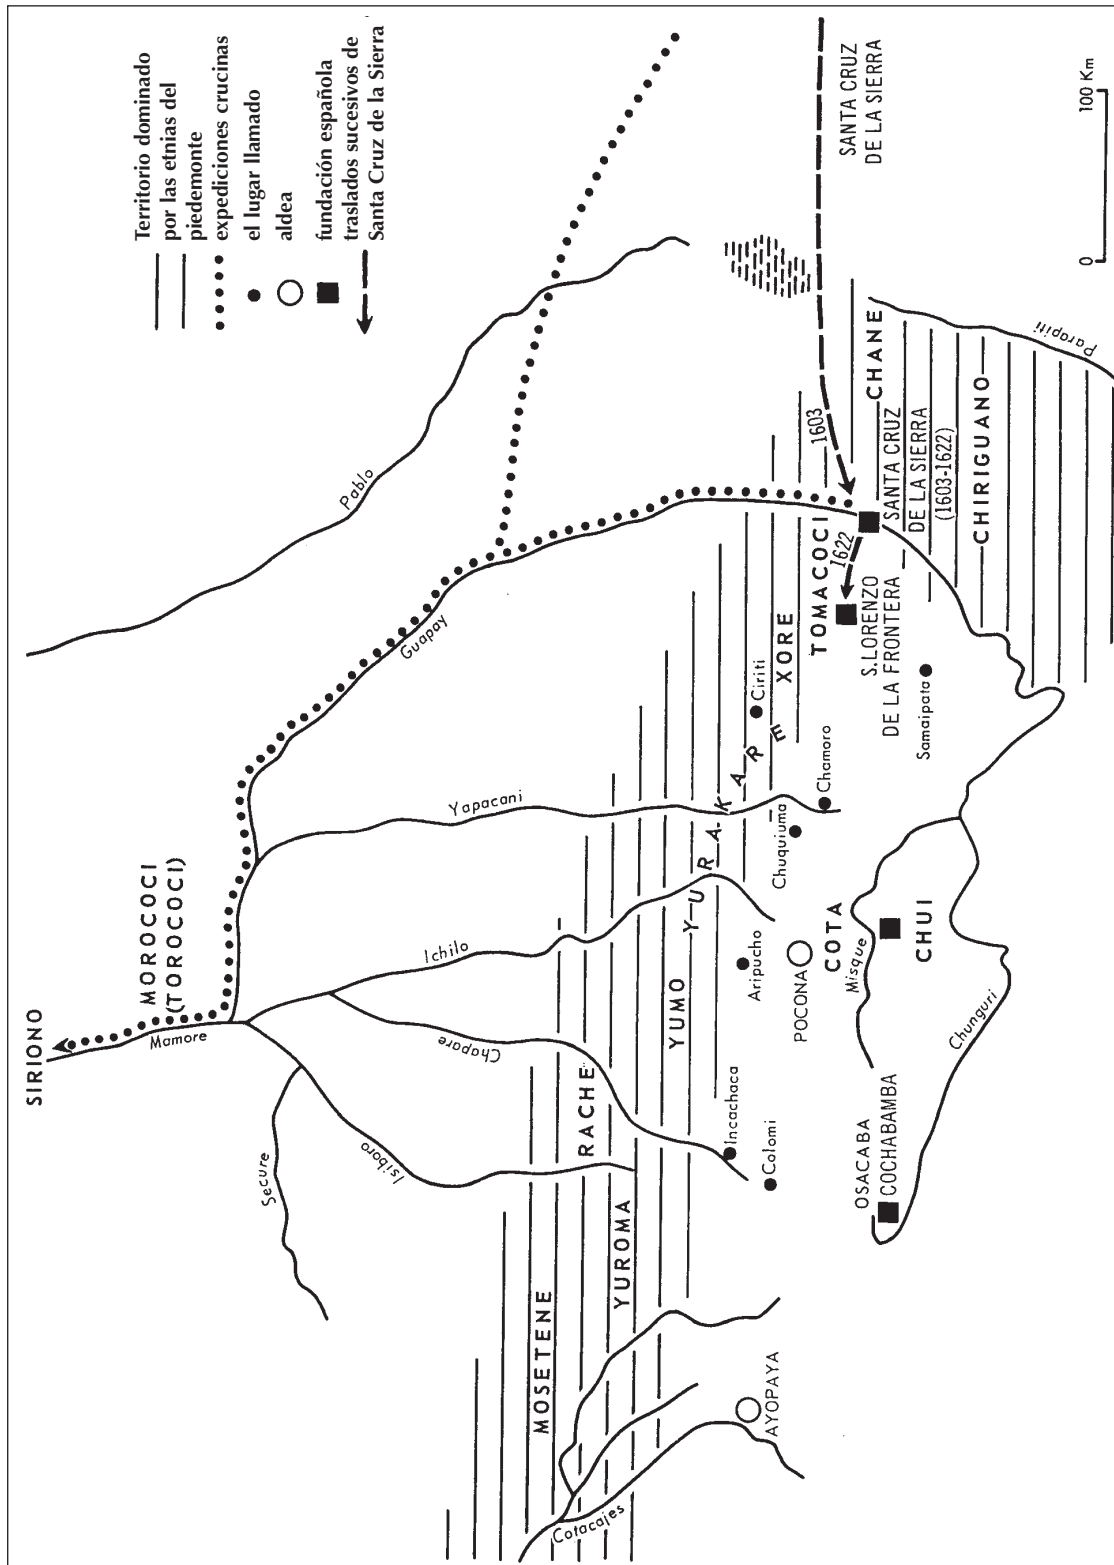 Territorio dominado
por las etnias del
piedemonte
expediciones crucinas
el lugar llamado
aldea
fundación española
traslados sucesivos de
Santa Cruz de la Sierra
SIRIONO
MOROCOCI
(TOROCOCI)
Mamore
Secure
Isiboro
Chapare
Ichilo
Yapacani
Guapay
Pablo
MOSETENE
RACHE
YUROMA
YUMO
YURAKARE
XORE
TOMACOCI
CHANE
CHIRIGUANO
Cotacajes
AYOPAYA
Incachaca
Colomi
Aripucho
POCONA
Chuquiuma
Chamoro
Ciriti
1603
1622
SANTA CRUZ
DE LA SIERRA
SANTA CRUZ
DE LA SIERRA
(1603-1622)
S. LORENZO
DE LA FRONTERA
Samaipata
COTA
Misque
CHUI
Chunguri
OSACABA
COCHABAMBA
Parapiti
0
100 Km